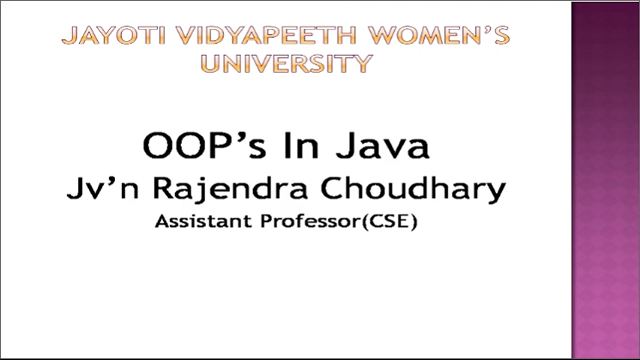 JAYOTI VIDYAPEETH WOMEN'S
UNIVERSITY
OOP's In Java
Jv'n Rajendra Choudhary
Assistant Professor(CSE)